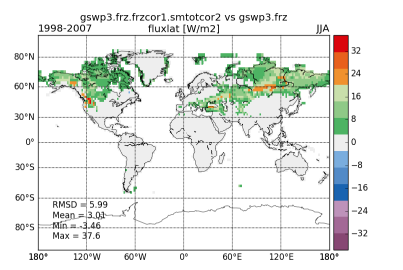 gswp3.frz.frzcor1.smtotcor2 vs gswp3.frz
1998-2007 fluxlat [W/m2] JJA
80°N
60°N
30°N
0°
30°S
60°S
80°S
RMSD = 5.99
Mean = 3.01
Min = -3.46
Max = 37.6
180° 120°W 60°W 0° 60°E 120°E 180°
32
24
16
8
0
−8
−16
−24
−32